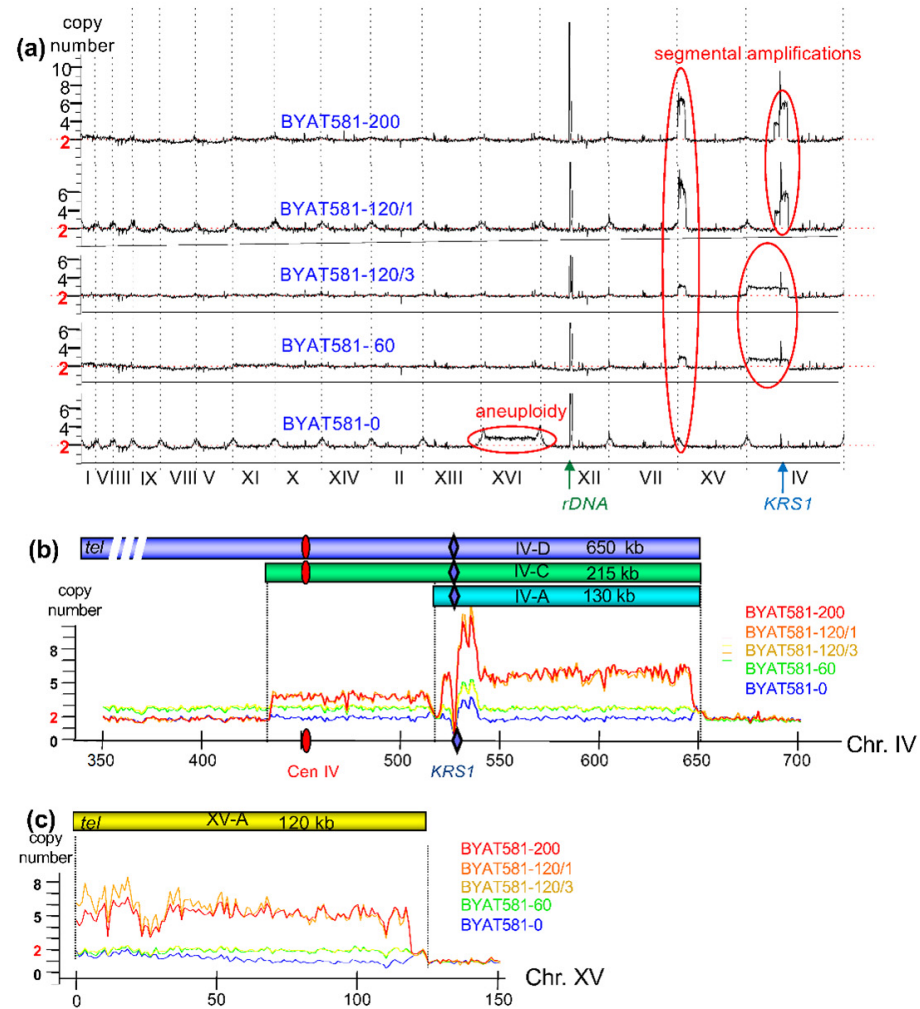 (a)
copy
number
segmental amplifications
10
8
6
4
2
BYAT581-200
6
4
2
BYAT581-120/1
6
4
2
BYAT581-120/3
6
4
2
BYAT581-60
6
4
2
BYAT581-0
aneuploidy
I VI III IX VIII V XI X XIV II XIII XVI XII VII XV IV
rDNA
KRS1
(b)
tel
IV-D 650 kb
IV-C 215 kb
IV-A 130 kb
copy
number
8
5
2
0
BYAT581-200
BYAT581-120/1
BYAT581-120/3
BYAT581-60
BYAT581-0
350 400 500 550 600 650 700
Chr. IV
Cen IV
KRS1
(c)
tel XV-A 120 kb
copy
number
8
5
2
0
BYAT581-200
BYAT581-120/1
BYAT581-120/3
BYAT581-60
BYAT581-0
0 50 100 150
Chr. XV